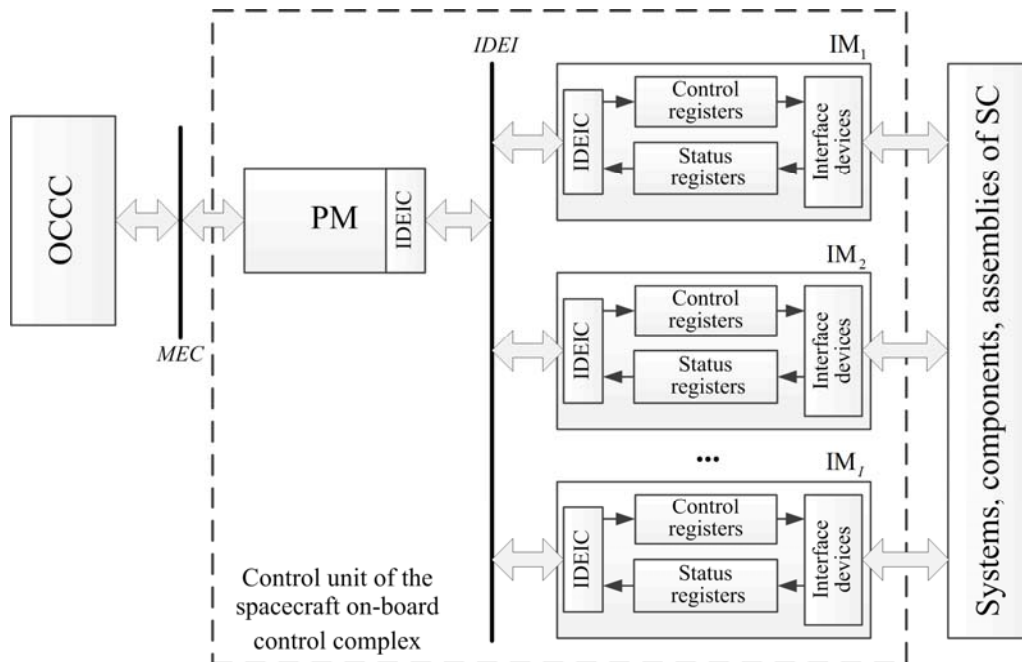 OCCC
MEC
PM
IDEIC
IDEI
IM1
IDEIC
Control
registers
Status
registers
Interface
devices
IM2
IDEIC
Control
registers
Status
registers
Interface
devices
...
IMI
IDEIC
Control
registers
Status
registers
Interface
devices
Systems, components, assemblies of SC
Control unit of the
spacecraft on-board
control complex